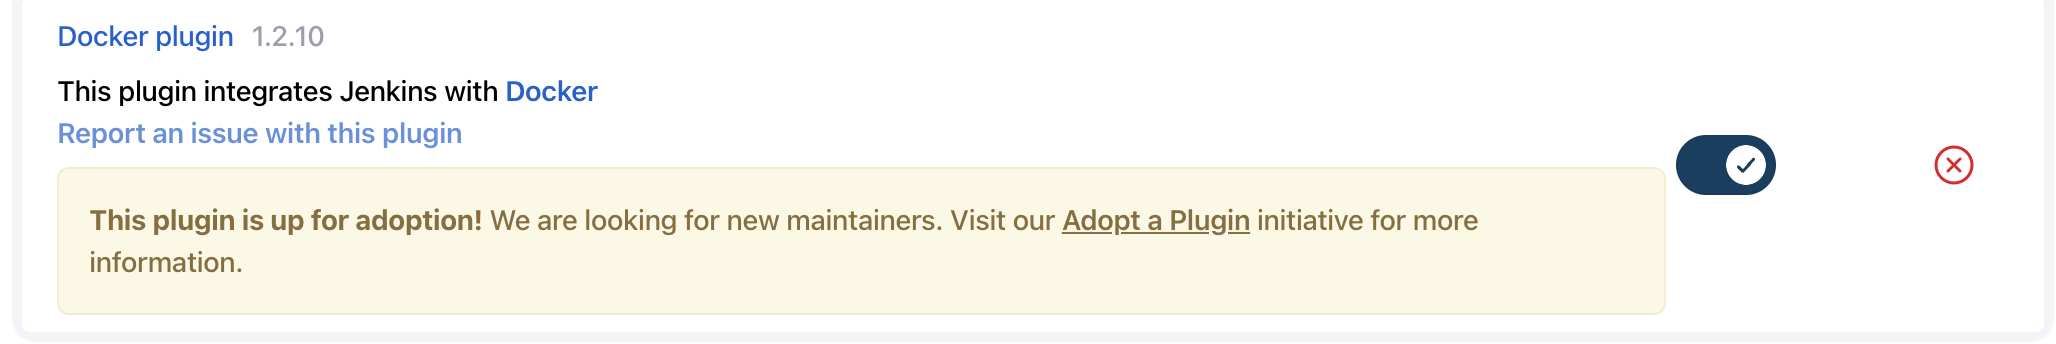 Docker plugin 1.2.10
This plugin integrates Jenkins with Docker
Report an issue with this plugin
This plugin is up for adoption! We are looking for new maintainers. Visit our Adopt a Plugin initiative for more
information.